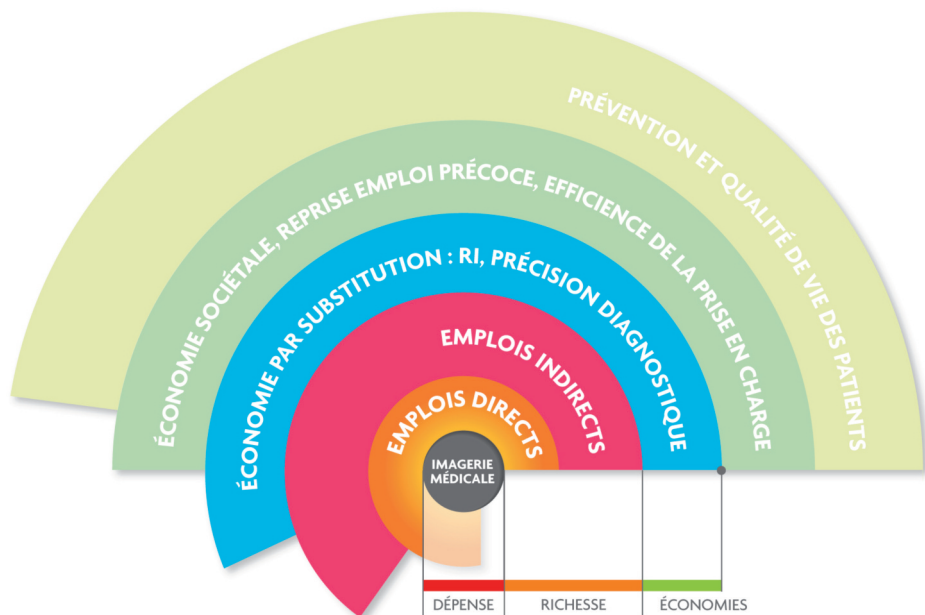 PRÉVENTION ET QUALITÉ DE VIE DES PATIENTS
ÉCONOMIE SOCIÉTALE, REPRISE EMPLOI PRÉCOCE, EFFICIENCE DE LA PRISE EN CHARGE
ÉCONOMIE PAR SUBSTITUTION : RI, PRÉCISION DIAGNOSTIQUE
EMPLOIS INDIRECTS
EMPLOIS DIRECTS
IMAGERIE
MÉDICALE
DÉPENSE
RICHESSE
ÉCONOMIES